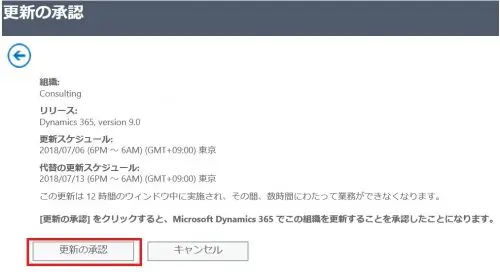 更新の承認
組織:
Consulting
リリース:
Dynamics 365, version 9.0
更新スケジュール:
2018/07/06 (6PM ～ 6AM) (GMT+09:00) 東京
代替の更新スケジュール:
2018/07/13 (6PM ～ 6AM) (GMT+09:00) 東京
この更新は 12 時間のウィンドウ中に実施され、その間、数時間にわたって業務ができなくなります。
[更新の承認] をクリックすると、Microsoft Dynamics 365 でこの組織を更新することを承認したことになります。
更新の承認 キャンセル